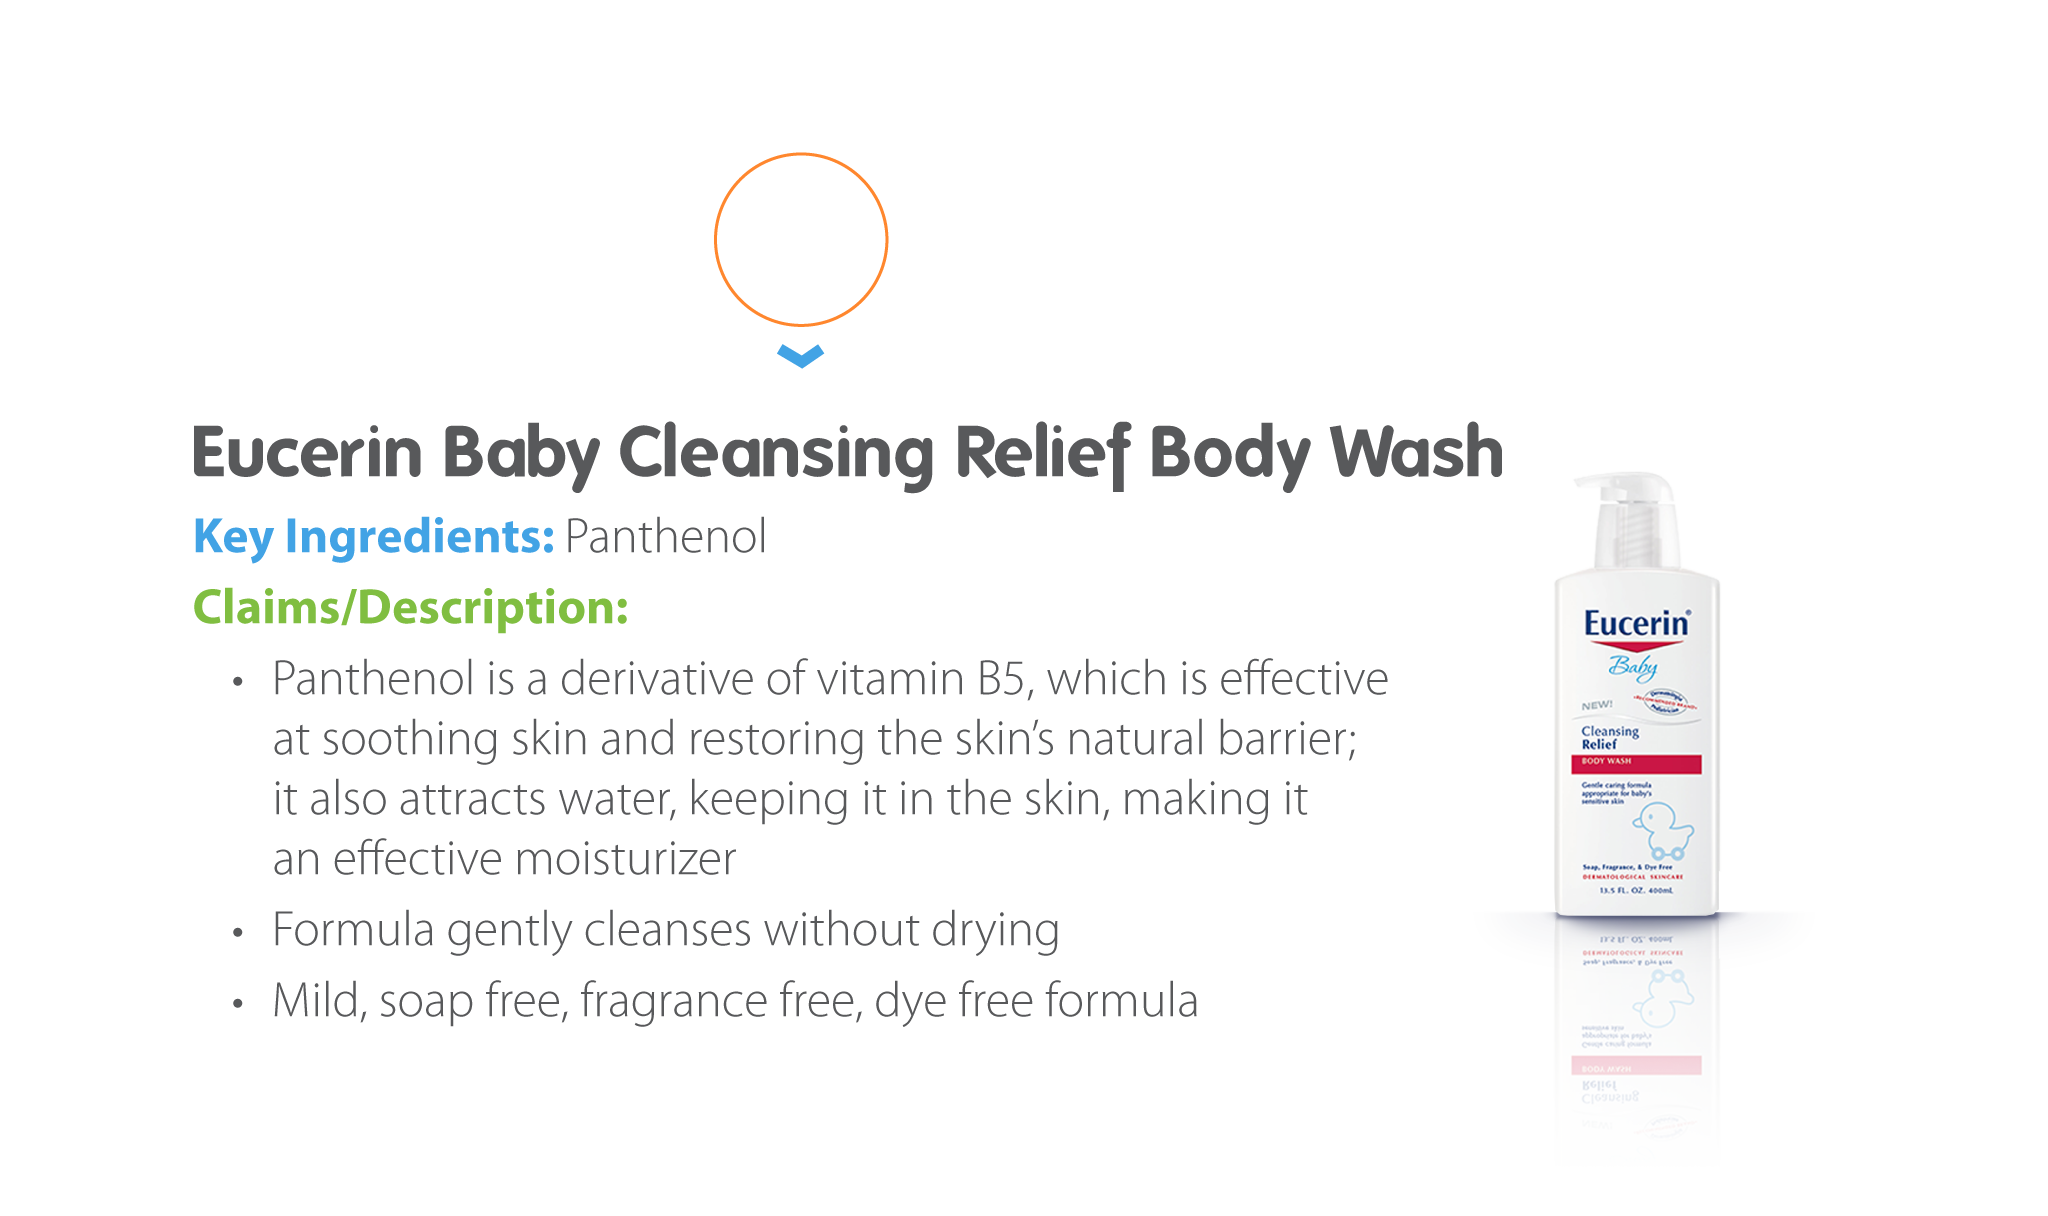 Eucerin Baby Cleansing Relief Body Wash
Key Ingredients: Panthenol
Claims/Description:
• Panthenol is a derivative of vitamin B5, which is effective
at soothing skin and restoring the skin’s natural barrier;
it also attracts water, keeping it in the skin, making it
an effective moisturizer
• Formula gently cleanses without drying
• Mild, soap free, fragrance free, dye free formula
Eucerin®
Baby
NEW!
Dermatologist
RECOMMENDED BRAND
Pediatrician
Cleansing
Relief
BODY WASH
Gentle caring formula
appropriate for baby's
sensitive skin
Soap, Fragrance, & Dye Free
DERMATOLOGICAL SKINCARE
13.5 FL. OZ. 400mL